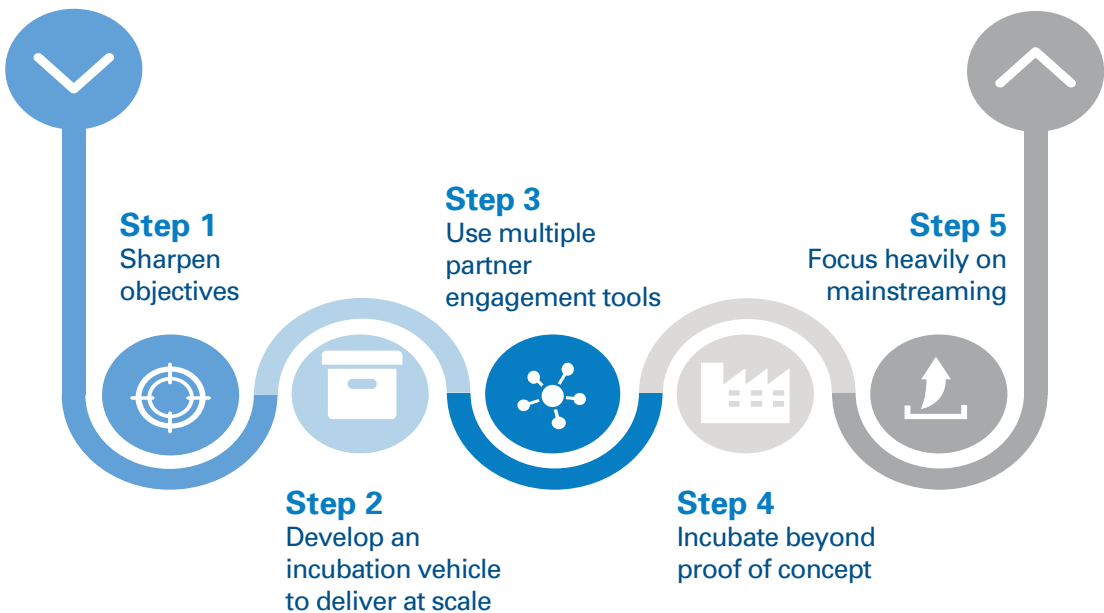 Step 1
Sharpen
objectives
Step 2
Develop an
incubation vehicle
to deliver at scale
Step 3
Use multiple
partner
engagement tools
Step 4
Incubate beyond
proof of concept
Step 5
Focus heavily on
mainstreaming